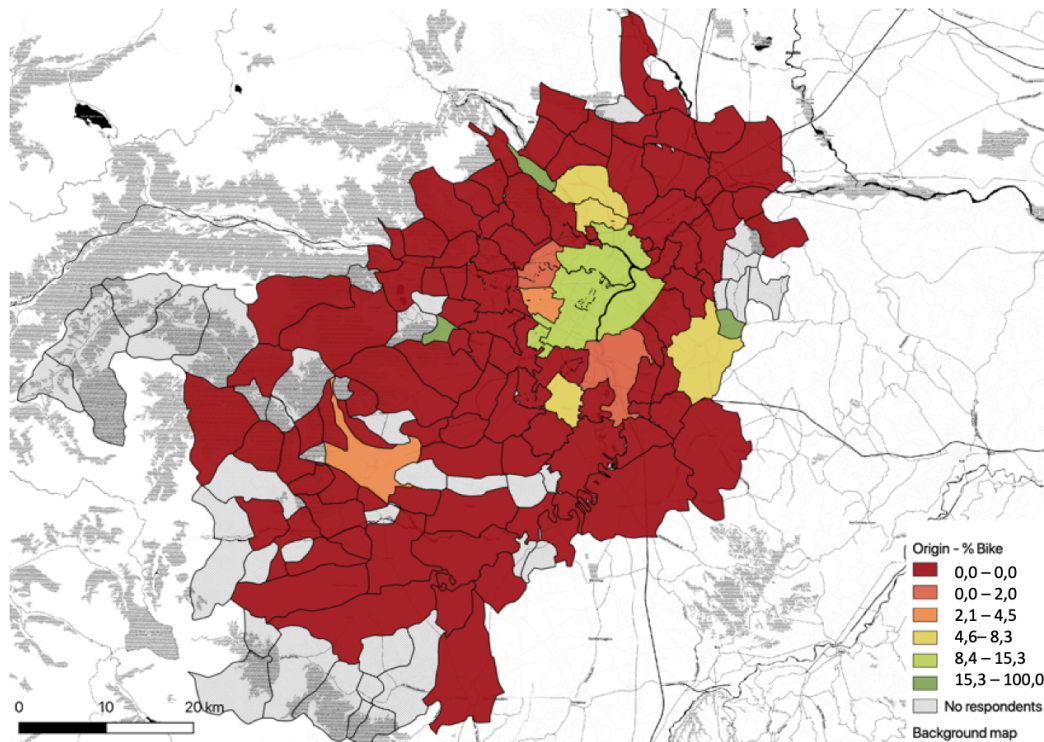 Origin - % Bike
0,0 – 0,0
0,0 – 2,0
2,1 – 4,5
4,6– 8,3
8,4 – 15,3
15,3 – 100,0
No respondents
Background map
0 10 20 km